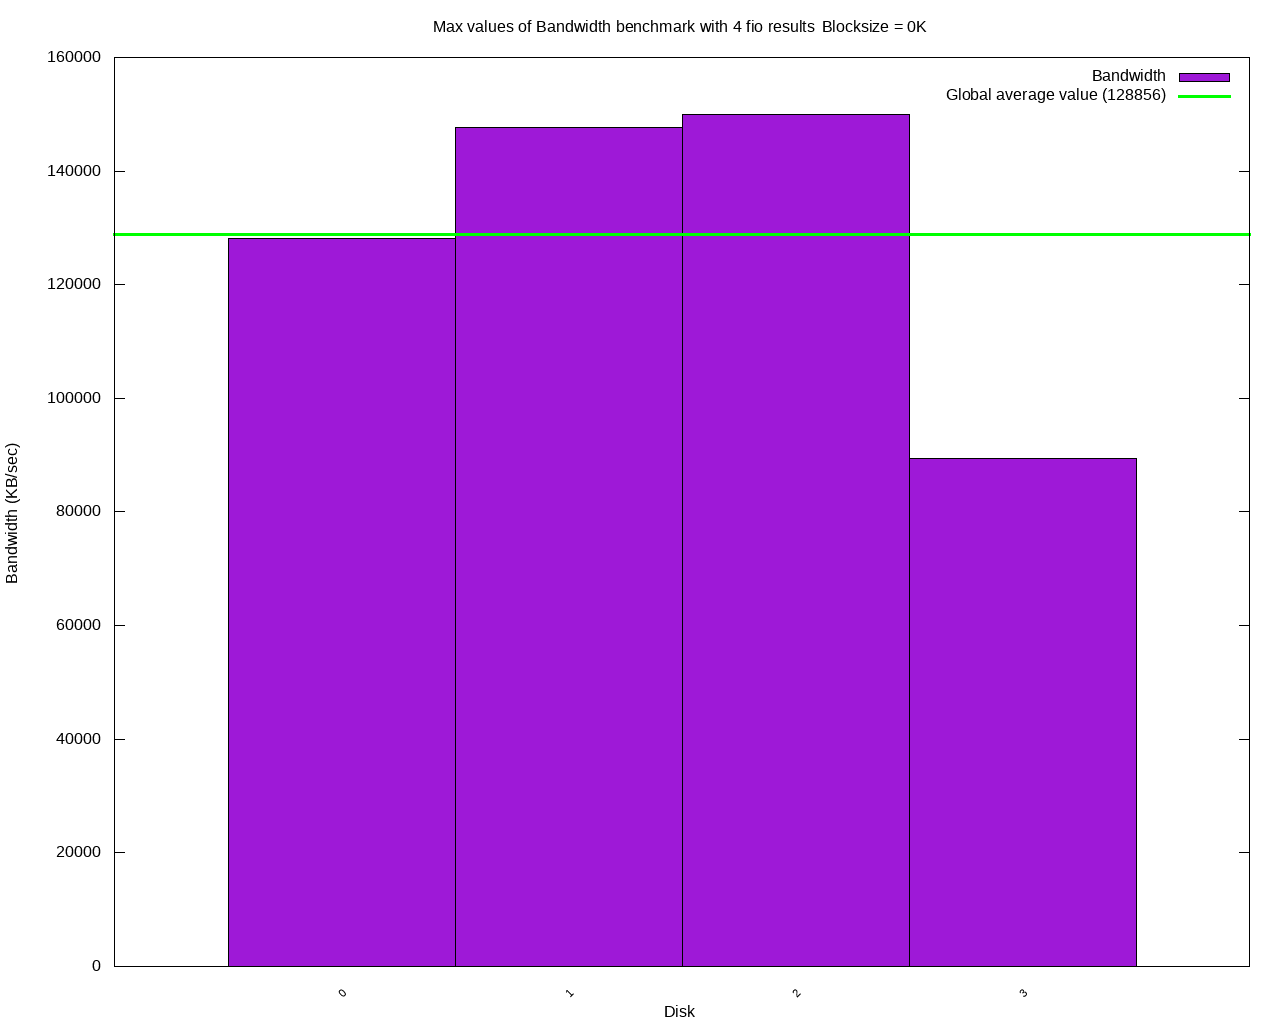 Max values of Bandwidth benchmark with 4 fio results Blocksize = 0K
160000
140000
120000
100000
80000
60000
40000
20000
0
Bandwidth
Global average value (128856)
Bandwidth (KB/sec)
0
1
2
3
Disk